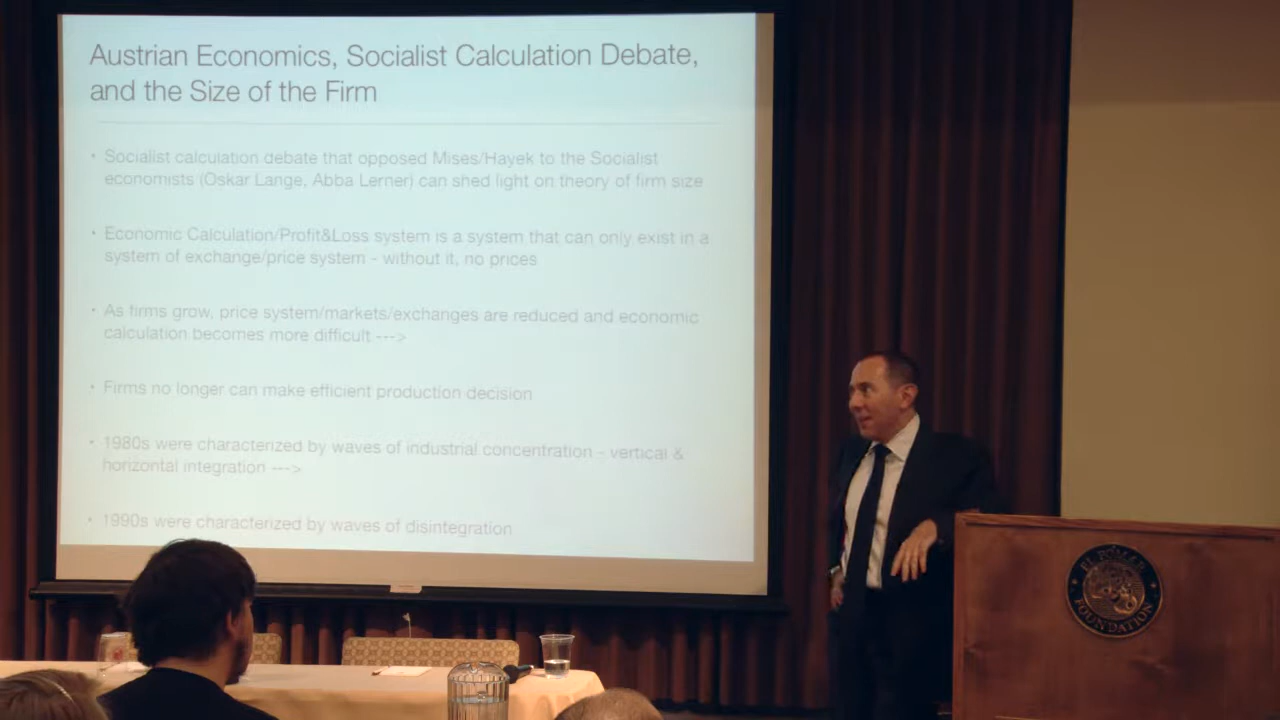 Austrian Economics, Socialist Calculation Debate,
and the Size of the Firm
• Socialist calculation debate that opposed Mises/Hayek to the Socialist
economists (Oskar Lange, Abba Lerner) can shed light on theory of firm size
• Economic Calculation/Profit&Loss system is a system that can only exist in a
system of exchange/price system - without it, no prices
• As firms grow, price system/markets/exchanges are reduced and economic
calculation becomes more difficult --->
• Firms no longer can make efficient production decision
• 1980s were characterized by waves of industrial concentration - vertical &
horizontal integration --->
• 1990s were characterized by waves of disintegration
EL POMAR
FOUNDATION